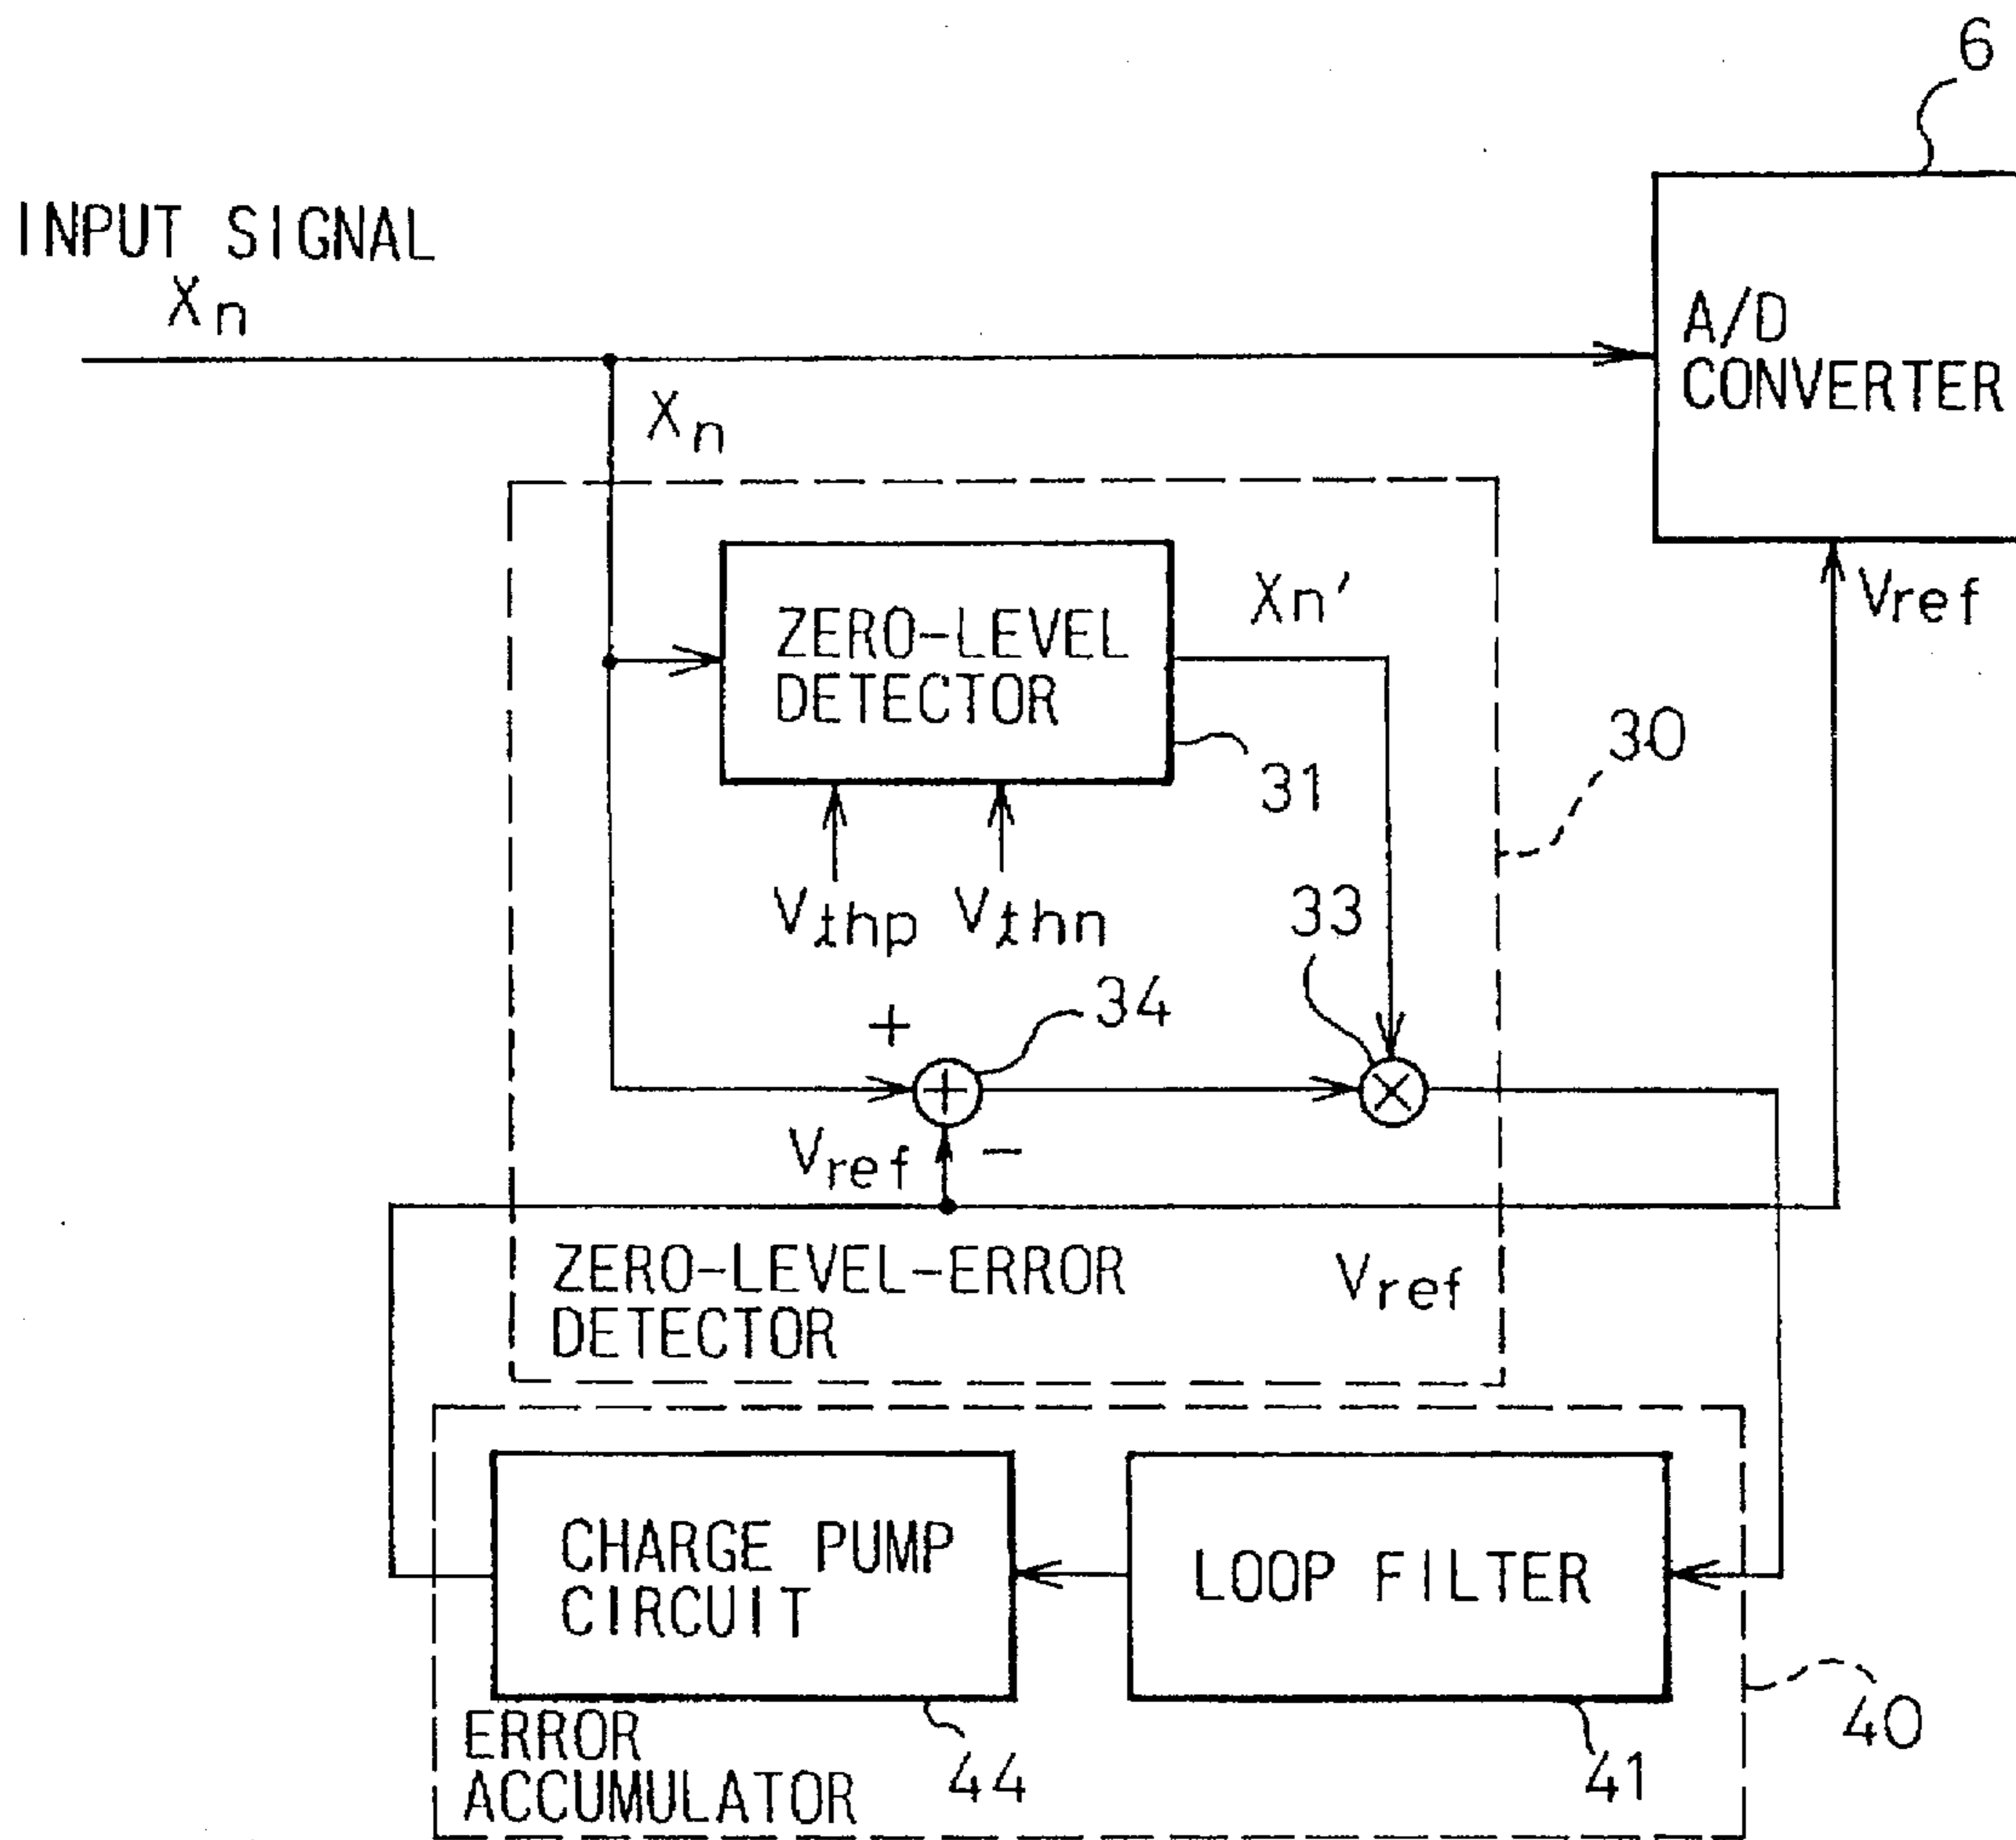 6
INPUT SIGNAL
Xn
A/D
CONVERTER
Xn
Vref
ZERO-LEVEL
DETECTOR
Xn′
31
30
Vthp
Vthn
33
+
34
+
×
Vref
−
ZERO-LEVEL-ERROR
DETECTOR
Vref
CHARGE PUMP
CIRCUIT
LOOP FILTER
ERROR
ACCUMULATOR
44
41
40